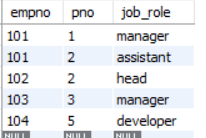 empno pno job_role
101 1 manager
101 2 assistant
102 2 head
103 3 manager
104 5 developer
NULL NULL NULL